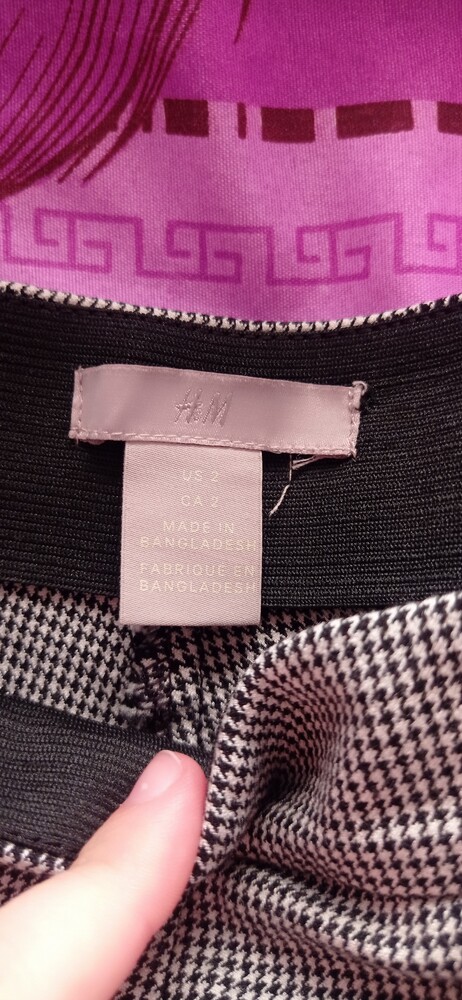 H&M
US 2
CA 2
MADE IN
BANGLADESH
FABRIQUE EN
BANGLADESH